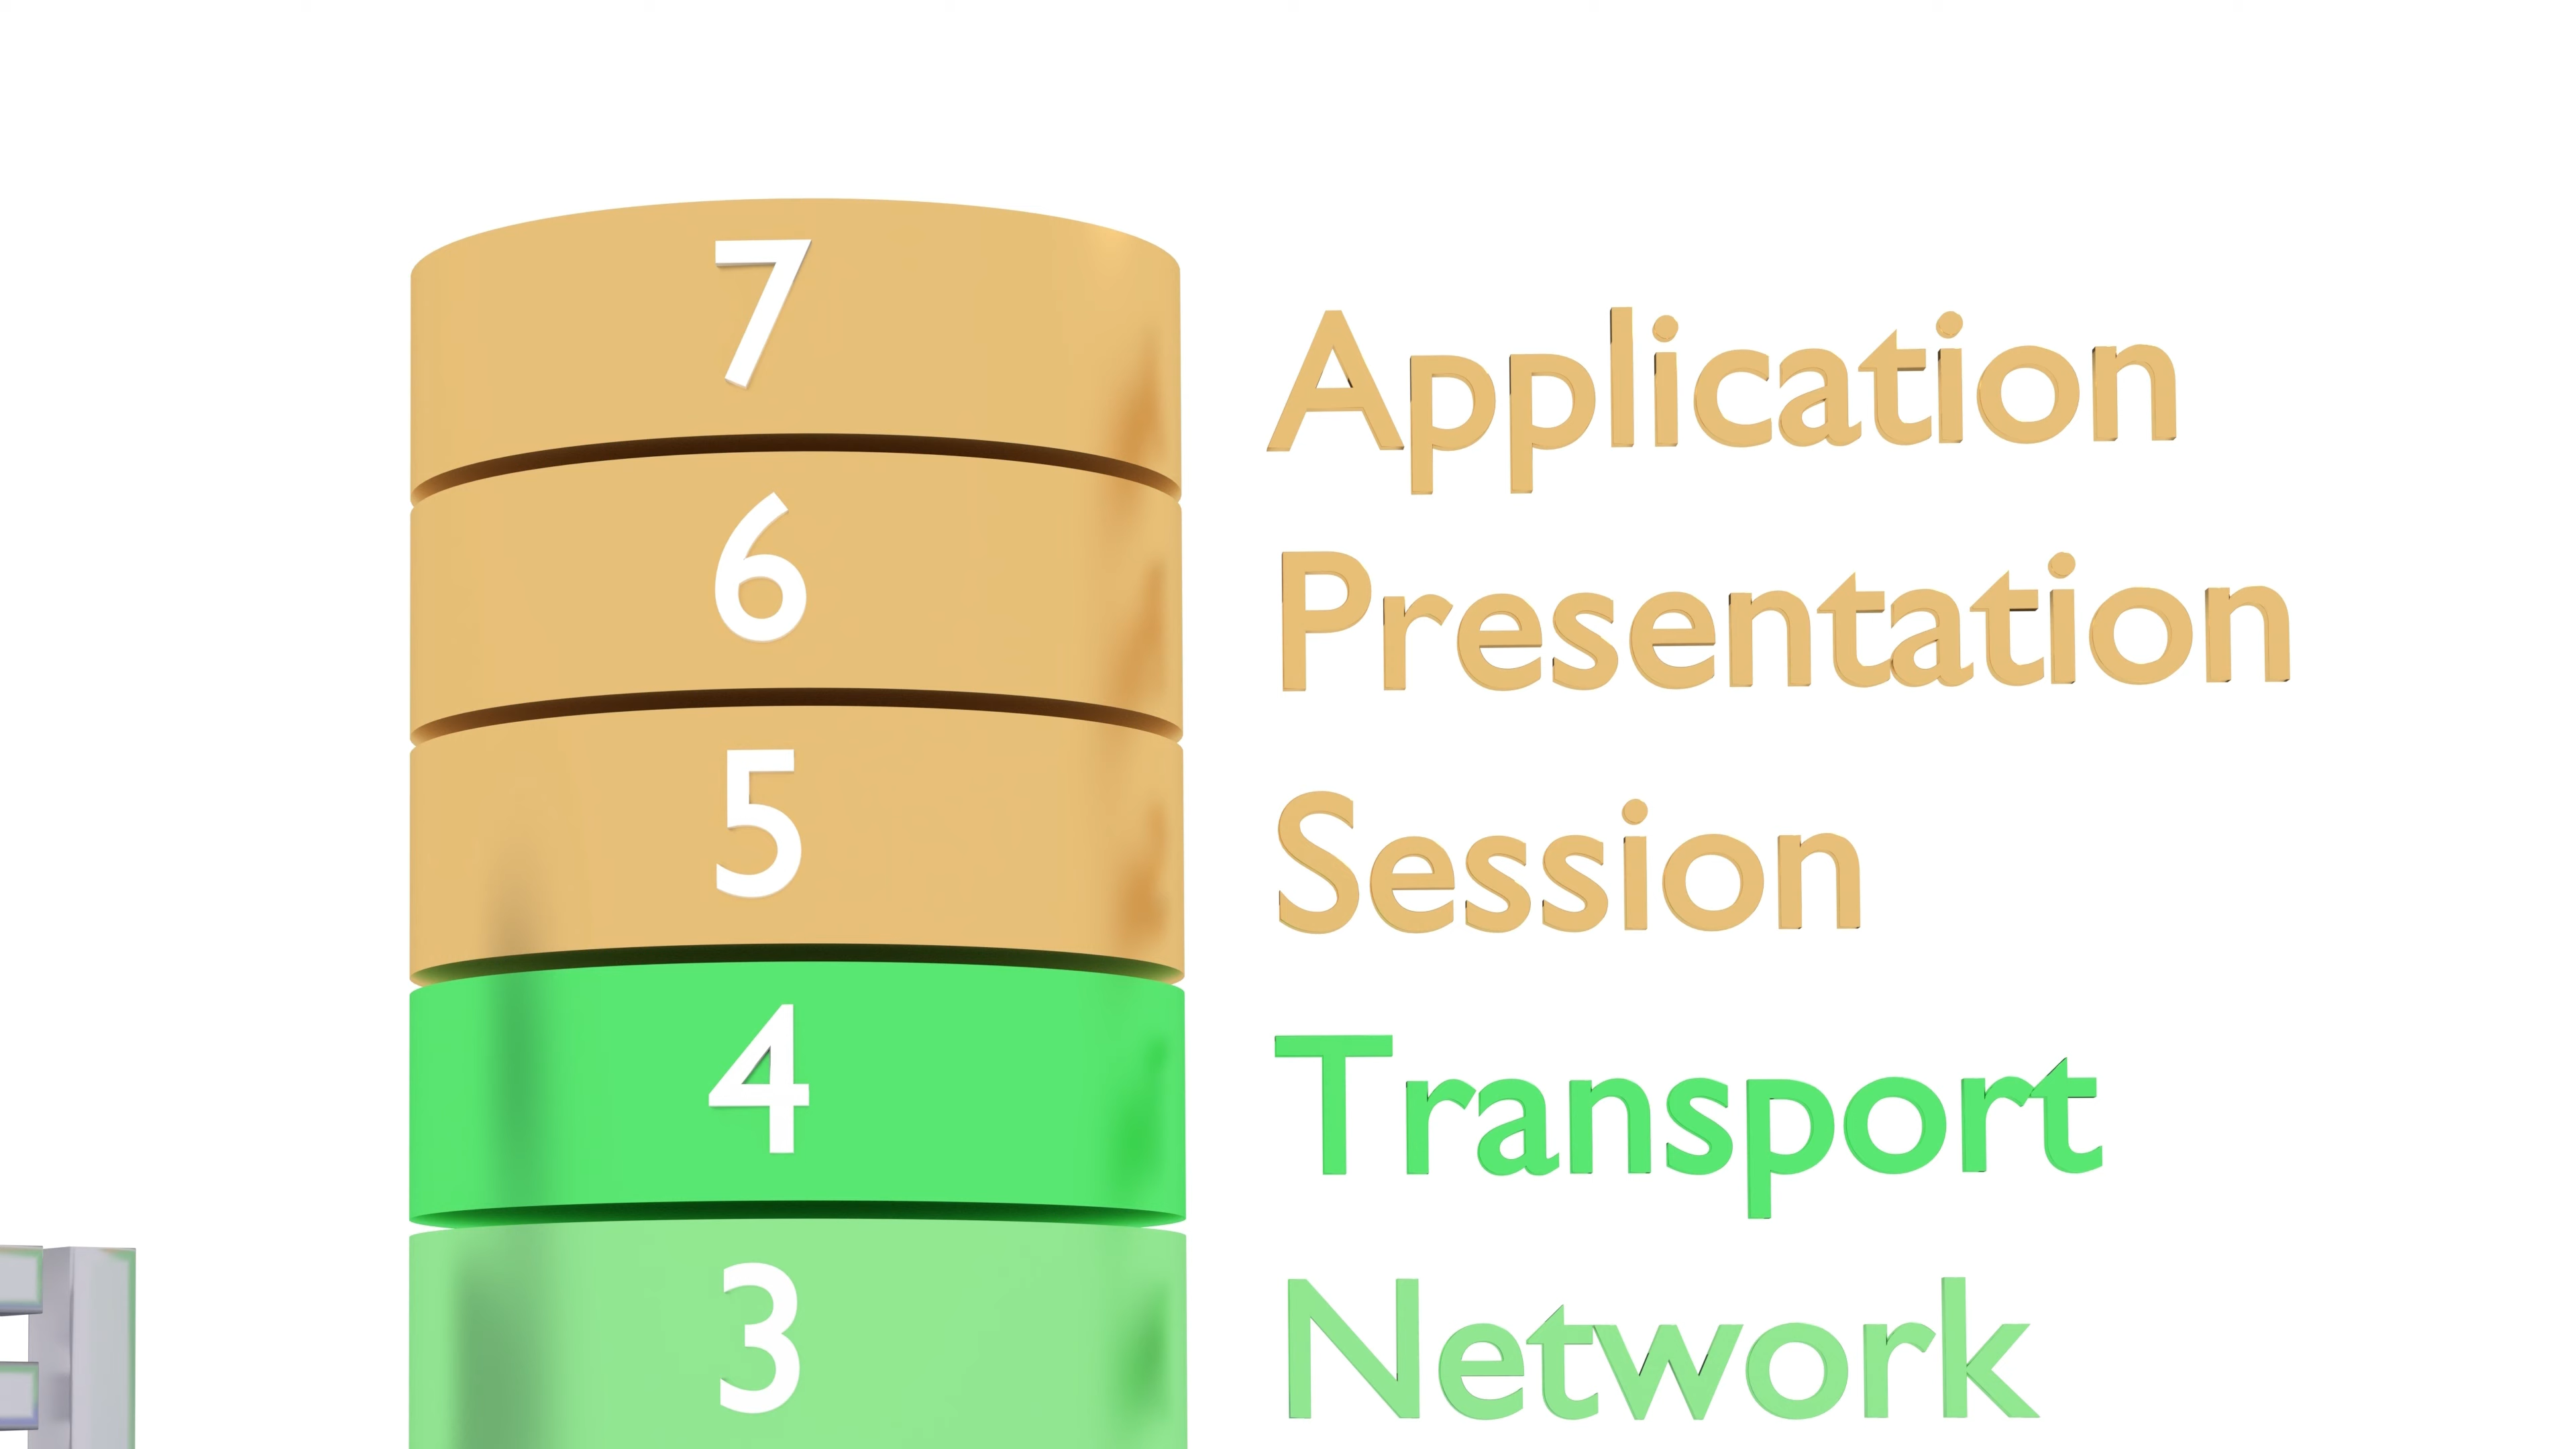 7 Application
6 Presentation
5 Session
4 Transport
3 Network